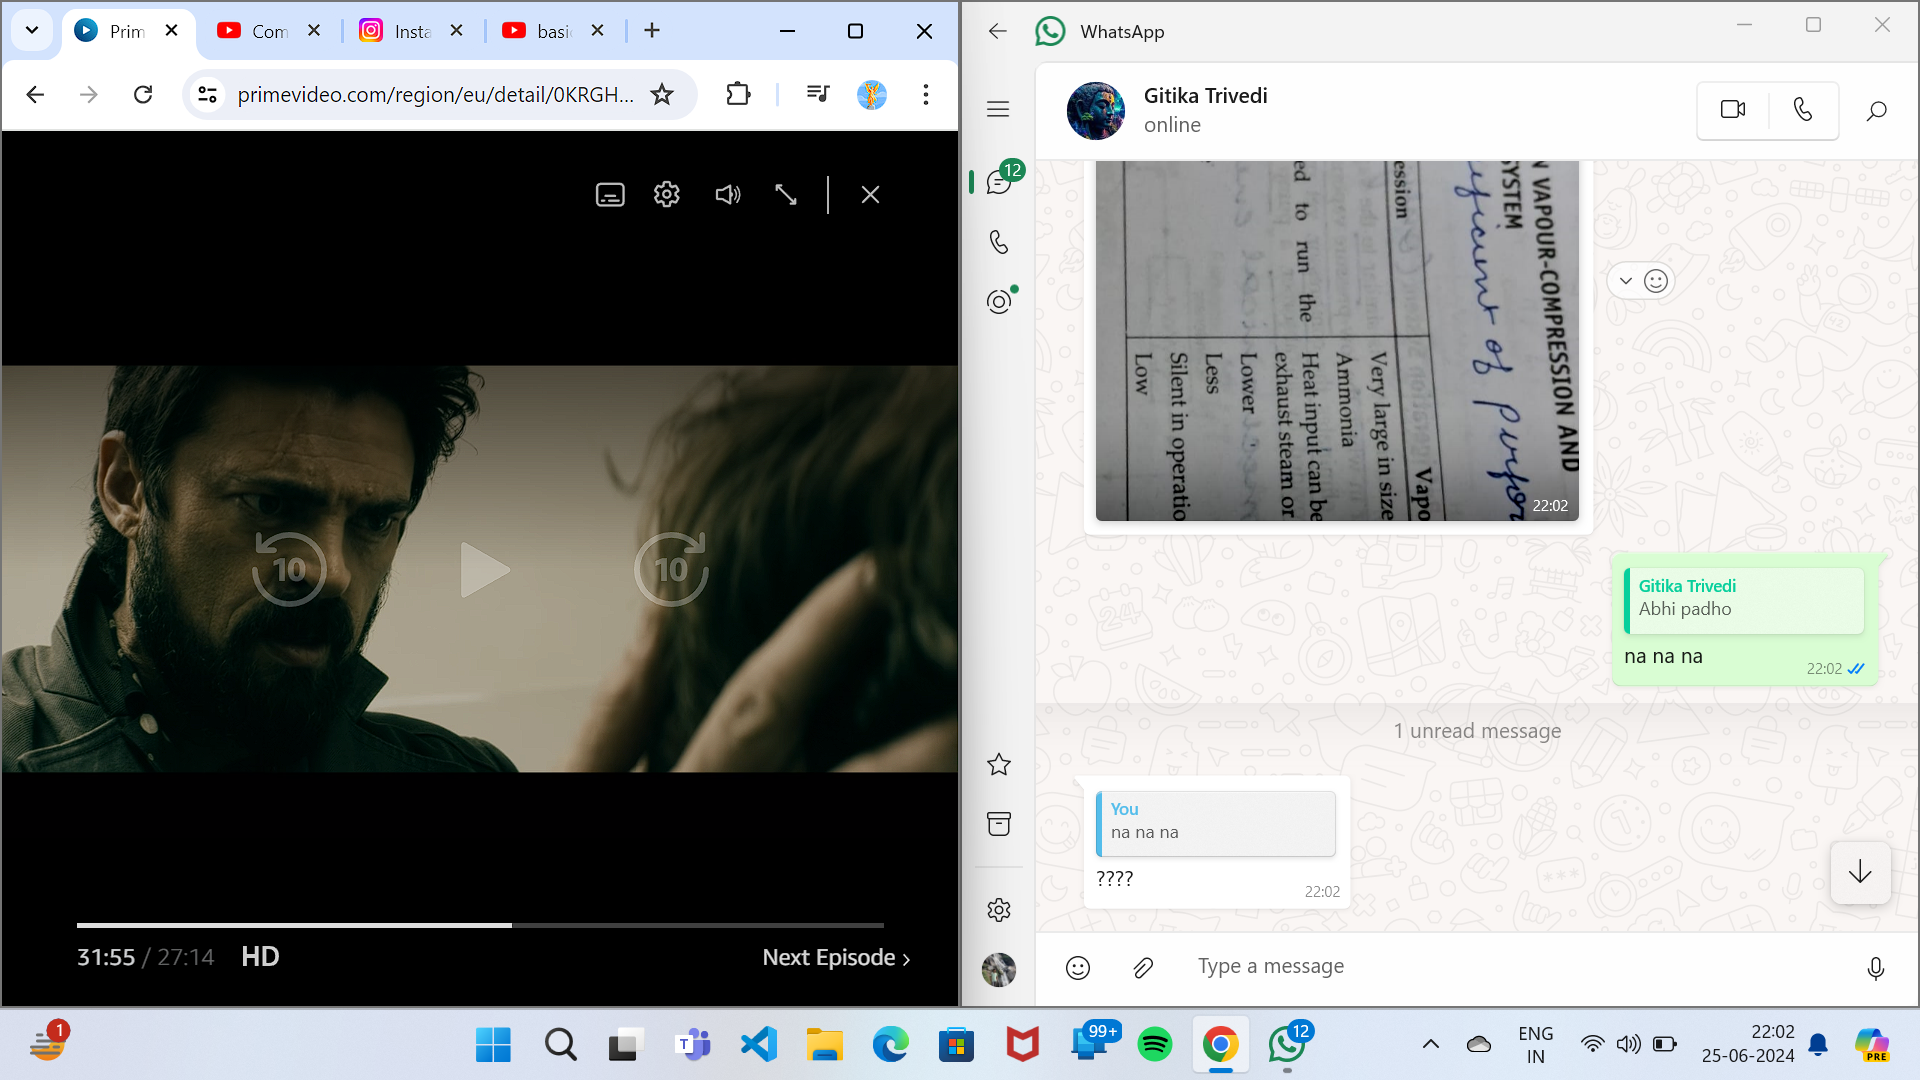 Prim
Com
Insta
basi
primevideo.com/region/eu/detail/0KRGH...
10
10
31:55 / 27:14 HD
Next Episode
WhatsApp
12
Gitika Trivedi
online
N VAPOUR-COMPRESSION AND
SYSTEM
efficient of perfor
Vapo
ession
Very large in size
Ammonia
ed to run the
Heat input can be
exhaust steam or
Lower
Less
Silent in operatio
Low
22:02
Gitika Trivedi
Abhi padho
na na na
22:02
1 unread message
You
na na na
????
22:02
Type a message
1
99+
12
ENG
IN
22:02
25-06-2024
PRE